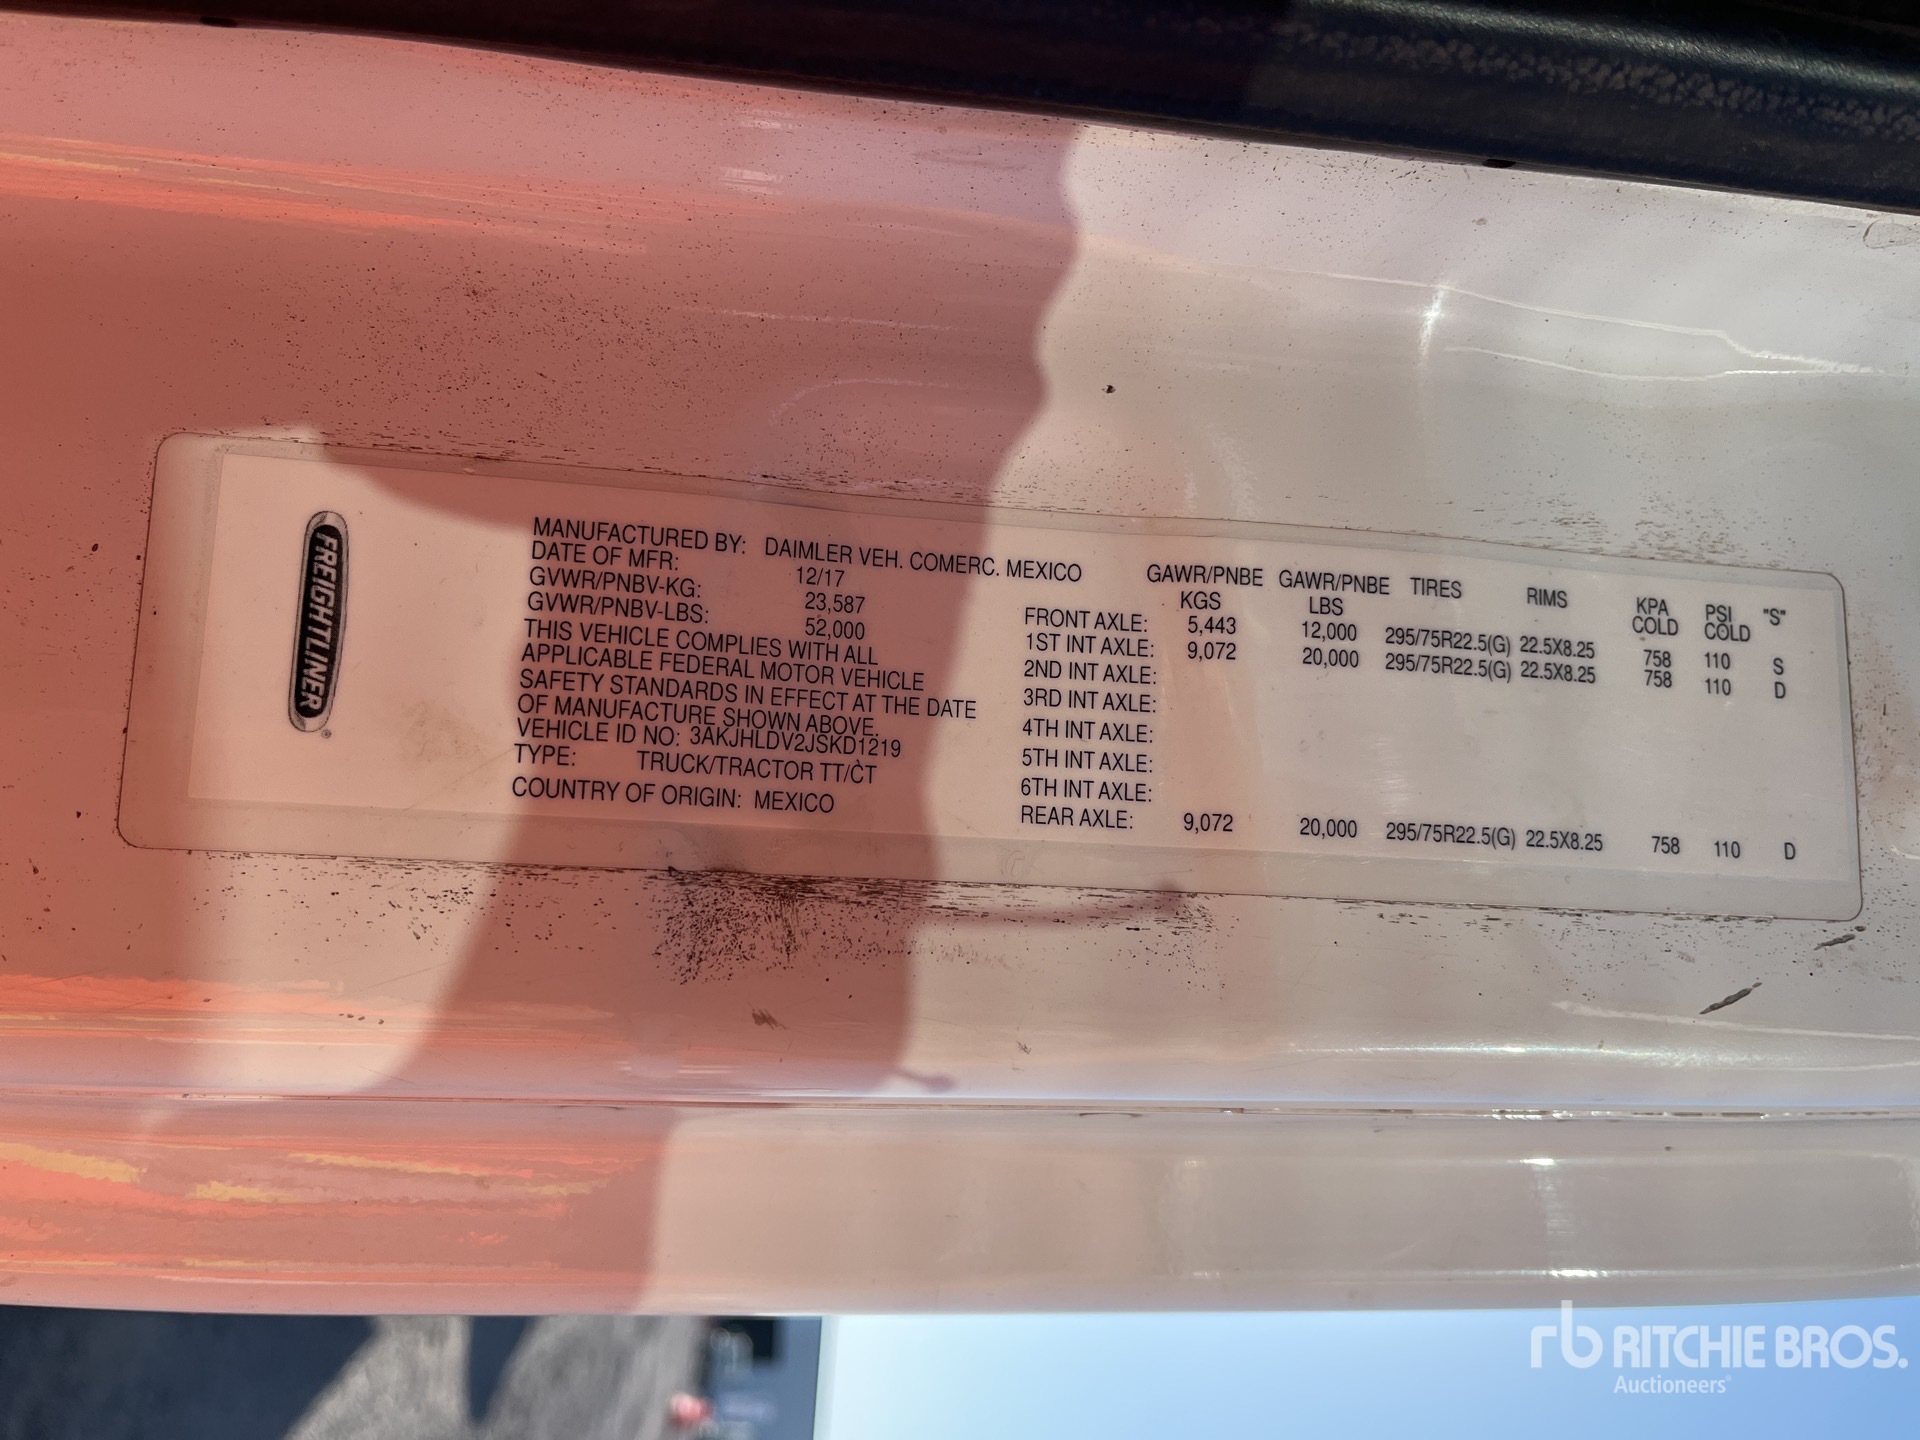 FREIGHTLINER®
MANUFACTURED BY: DAIMLER VEH. COMERC. MEXICO
DATE OF MFR: 12/17
GVWR/PNBV-KG: 23,587
GVWR/PNBV-LBS: 52,000
THIS VEHICLE COMPLIES WITH ALL
APPLICABLE FEDERAL MOTOR VEHICLE
SAFETY STANDARDS IN EFFECT AT THE DATE
OF MANUFACTURE SHOWN ABOVE.
VEHICLE ID NO: 3AKJHLDV2JSKD1219
TYPE: TRUCK/TRACTOR TT/CT
COUNTRY OF ORIGIN: MEXICO
GAWR/PNBE GAWR/PNBE TIRES RIMS KPA PSI "S"
KGS LBS COLD COLD
FRONT AXLE: 5,443 12,000 295/75R22.5(G) 22.5X8.25 758 110 S
1ST INT AXLE: 9,072 20,000 295/75R22.5(G) 22.5X8.25 758 110 D
2ND INT AXLE:
3RD INT AXLE:
4TH INT AXLE:
5TH INT AXLE:
6TH INT AXLE:
REAR AXLE: 9,072 20,000 295/75R22.5(G) 22.5X8.25 758 110 D
rb RITCHIE BROS.
Auctioneers